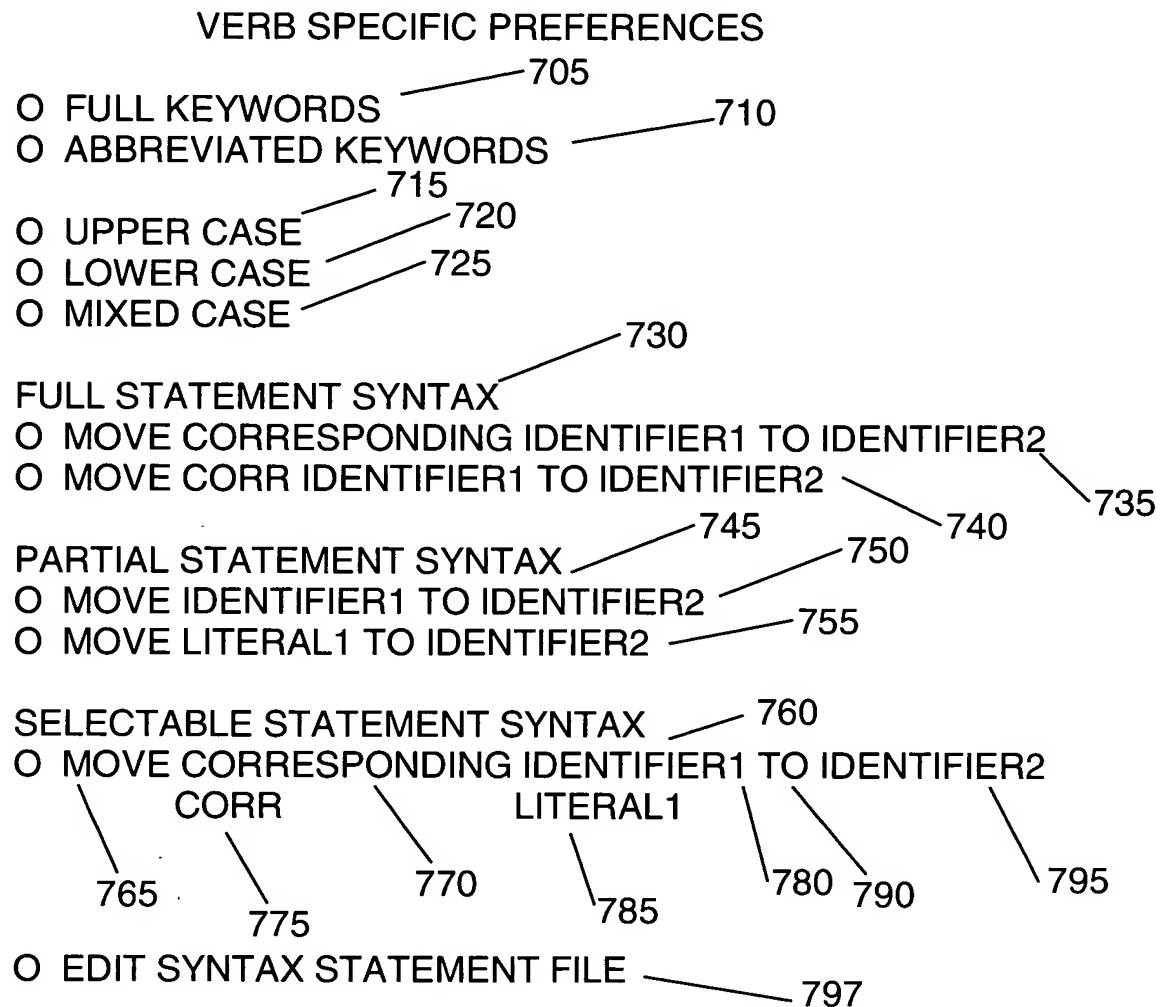 VERB SPECIFIC PREFERENCES
705
O FULL KEYWORDS
710
O ABBREVIATED KEYWORDS
715
O UPPER CASE
720
O LOWER CASE
725
O MIXED CASE
730
FULL STATEMENT SYNTAX
O MOVE CORRESPONDING IDENTIFIER1 TO IDENTIFIER2
O MOVE CORR IDENTIFIER1 TO IDENTIFIER2
735
740
745
750
PARTIAL STATEMENT SYNTAX
O MOVE IDENTIFIER1 TO IDENTIFIER2
755
O MOVE LITERAL1 TO IDENTIFIER2
SELECTABLE STATEMENT SYNTAX 760
O MOVE CORRESPONDING IDENTIFIER1 TO IDENTIFIER2
CORR LITERAL1
765 775 770 785 780 790 795
O EDIT SYNTAX STATEMENT FILE
797